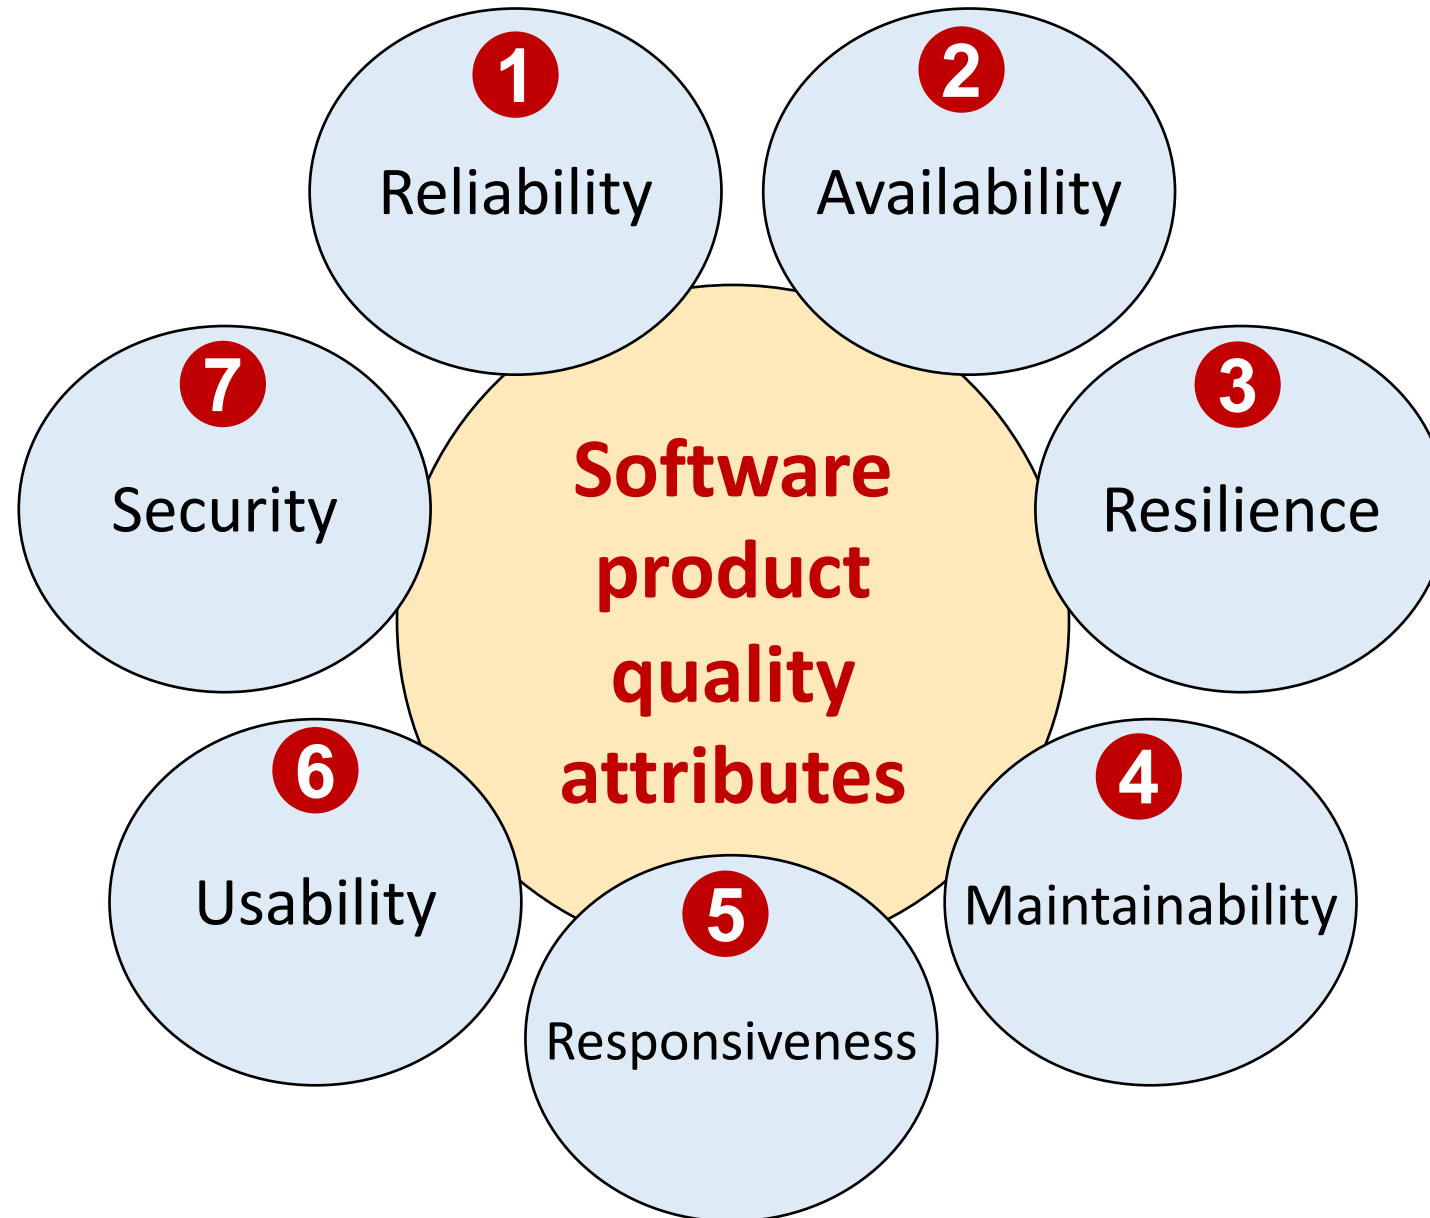 1
Reliability
2
Availability
3
Resilience
4
Maintainability
5
Responsiveness
6
Usability
7
Security
Software
product
quality
attributes